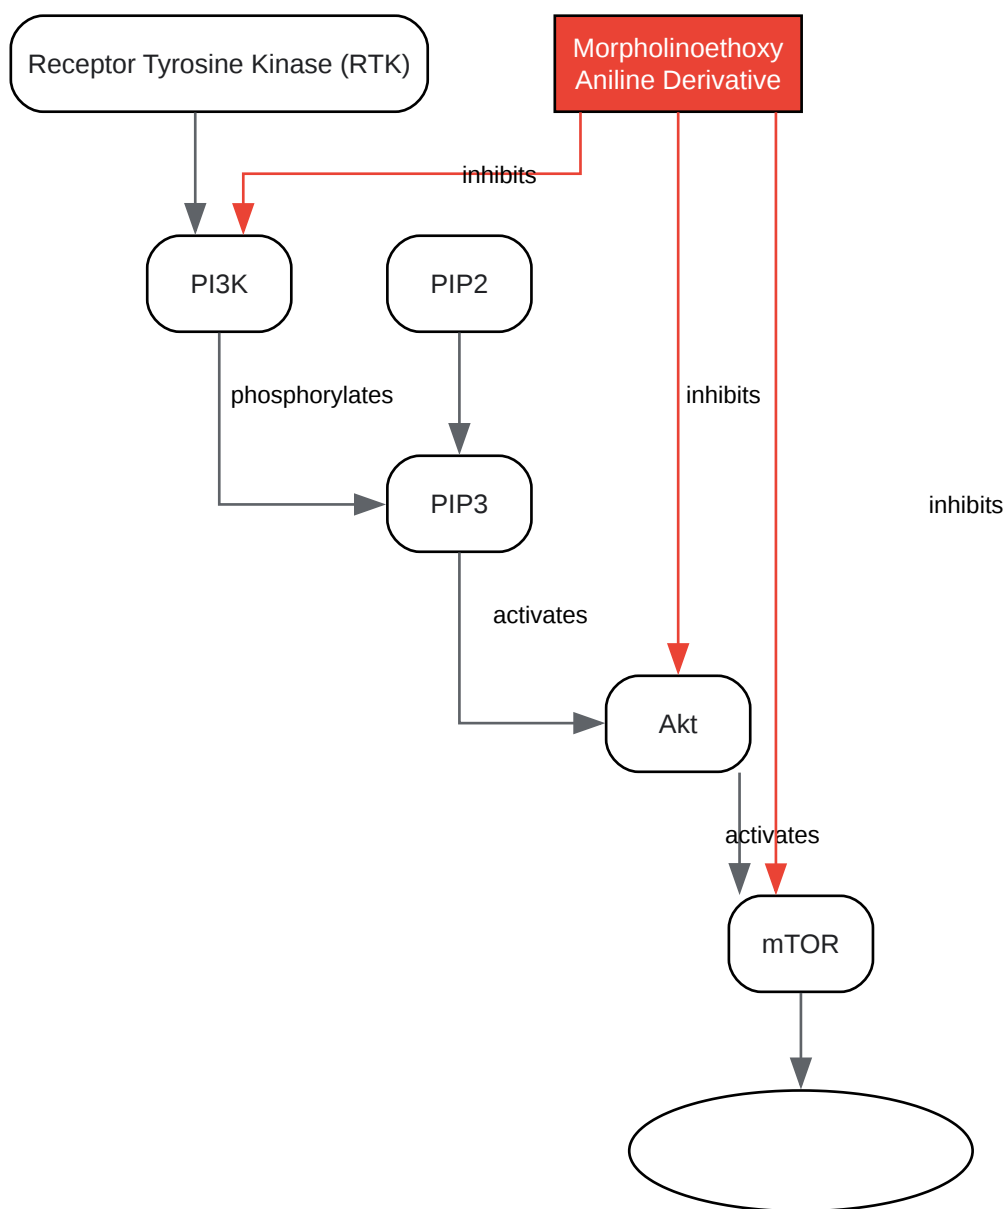 Receptor Tyrosine Kinase (RTK)
Morpholinoethoxy
Aniline Derivative
inhibits
PI3K
PIP2
phosphorylates
inhibits
PIP3
inhibits
activates
Akt
activates
mTOR